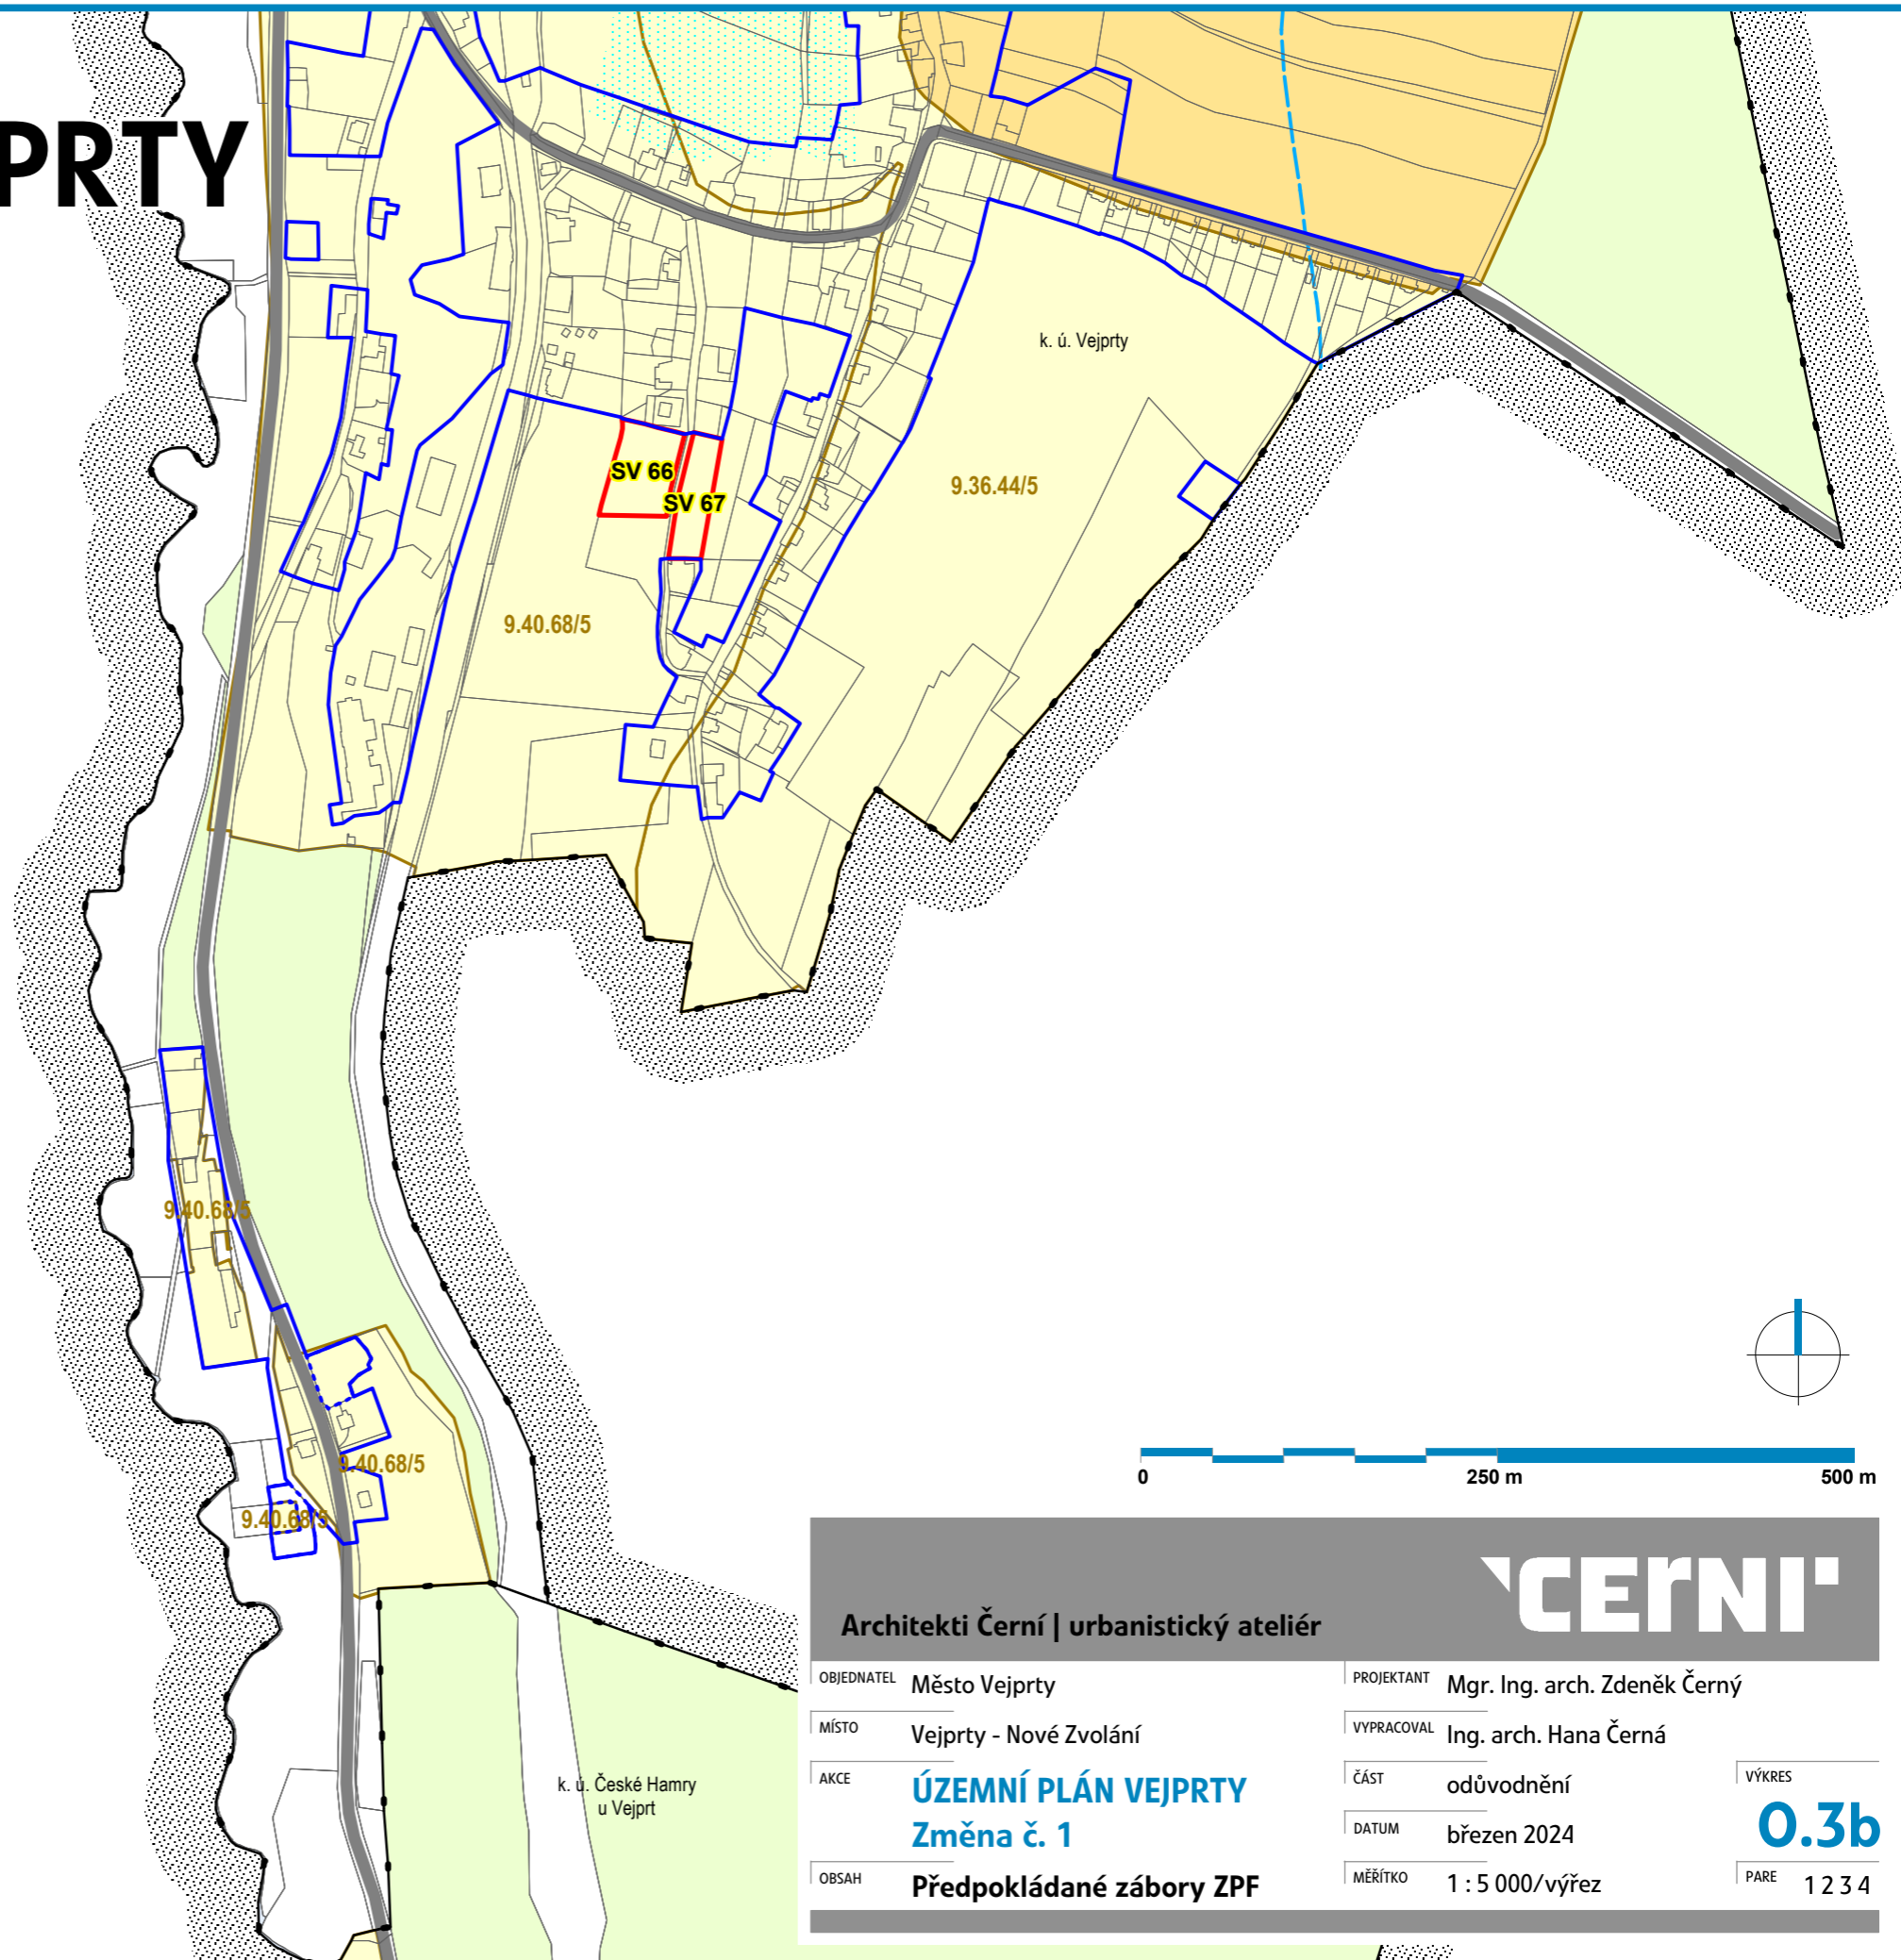 PRTY
k. ú. Vejprty
SV 66
SV 67
9.36.44/5
9.40.68/5
9.40.68/5
9.40.68/5
9.40.68/5
0 250 m 500 m
ČERNÍ
Architekti Černí | urbanistický ateliér
OBJEDNATEL Město Vejprty
PROJEKTANT Mgr. Ing. arch. Zdeněk Černý
MÍSTO Vejprty - Nové Zvolání
VYPRACOVAL Ing. arch. Hana Černá
AKCE ÚZEMNÍ PLÁN VEJPRTY
Změna č. 1
ČÁST odůvodnění
VÝKRES
O.3b
DATUM březen 2024
OBSAH Předpokládané zábory ZPF
MĚŘÍTKO 1 : 5 000/výřez
PARE 1 2 3 4
k. ú. České Hamry
u Vejprt